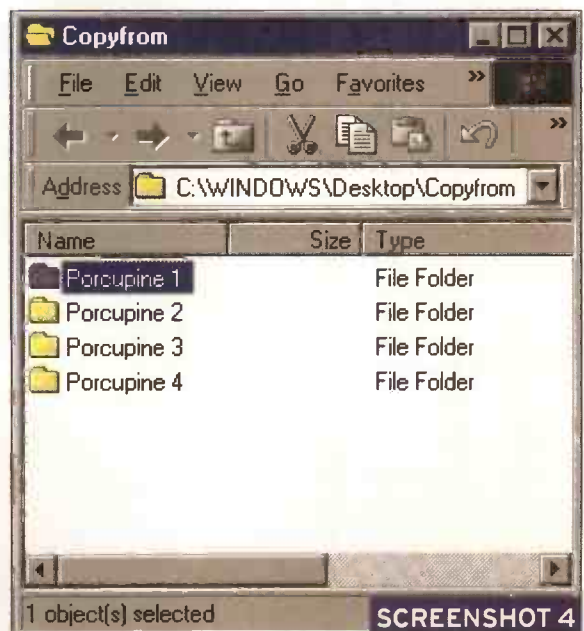 Copyfrom
File Edit View Go Favorites »
»
Address C:\WINDOWS\Desktop\Copyfrom
Name Size Type
Porcupine 1 File Folder
Porcupine 2 File Folder
Porcupine 3 File Folder
Porcupine 4 File Folder
1 object(s) selected
SCREENSHOT 4